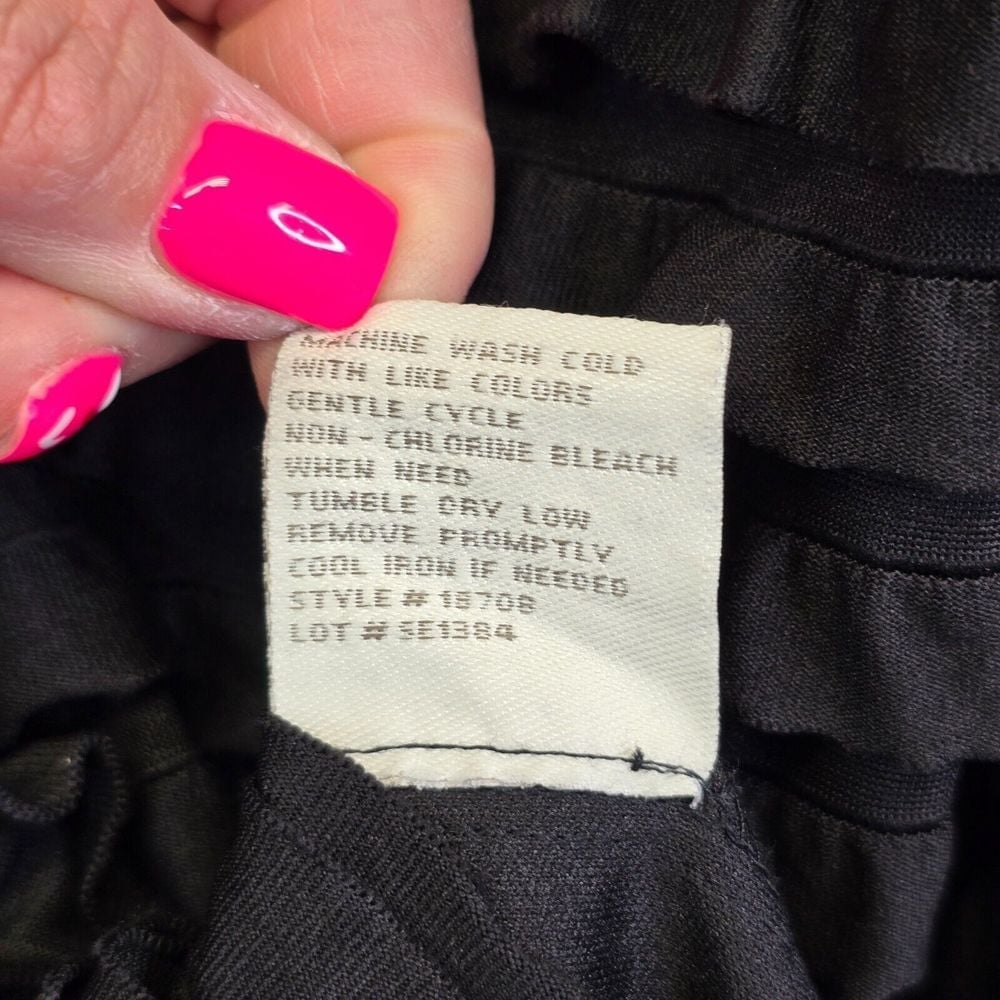 MACHINE WASH COLD
WITH LIKE COLORS
GENTLE CYCLE
NON-CHLORINE BLEACH
WHEN NEED
TUMBLE DRY LOW
REMOVE PROMPTLY
COOL IRON IF NEEDED
STYLE # 18708
LOT # SE1384